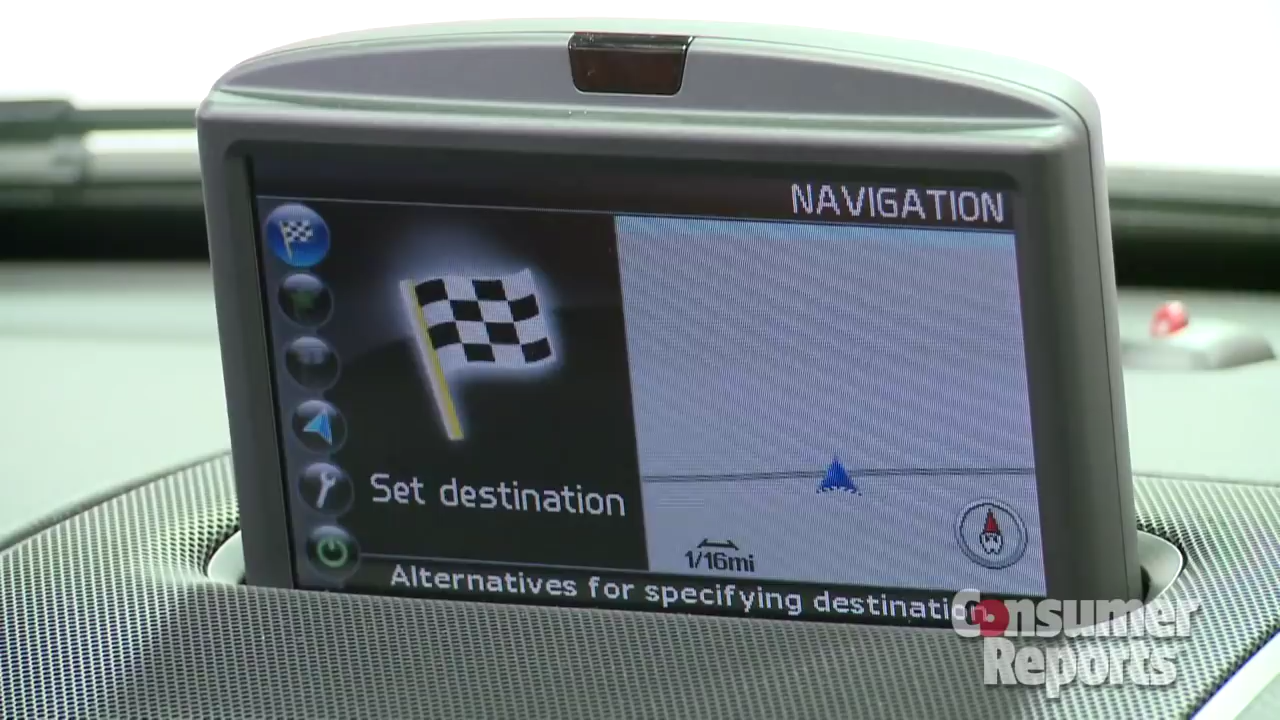 NAVIGATION
Set destination
1/16mi
Alternatives for specifying destination.
Consumer
Reports